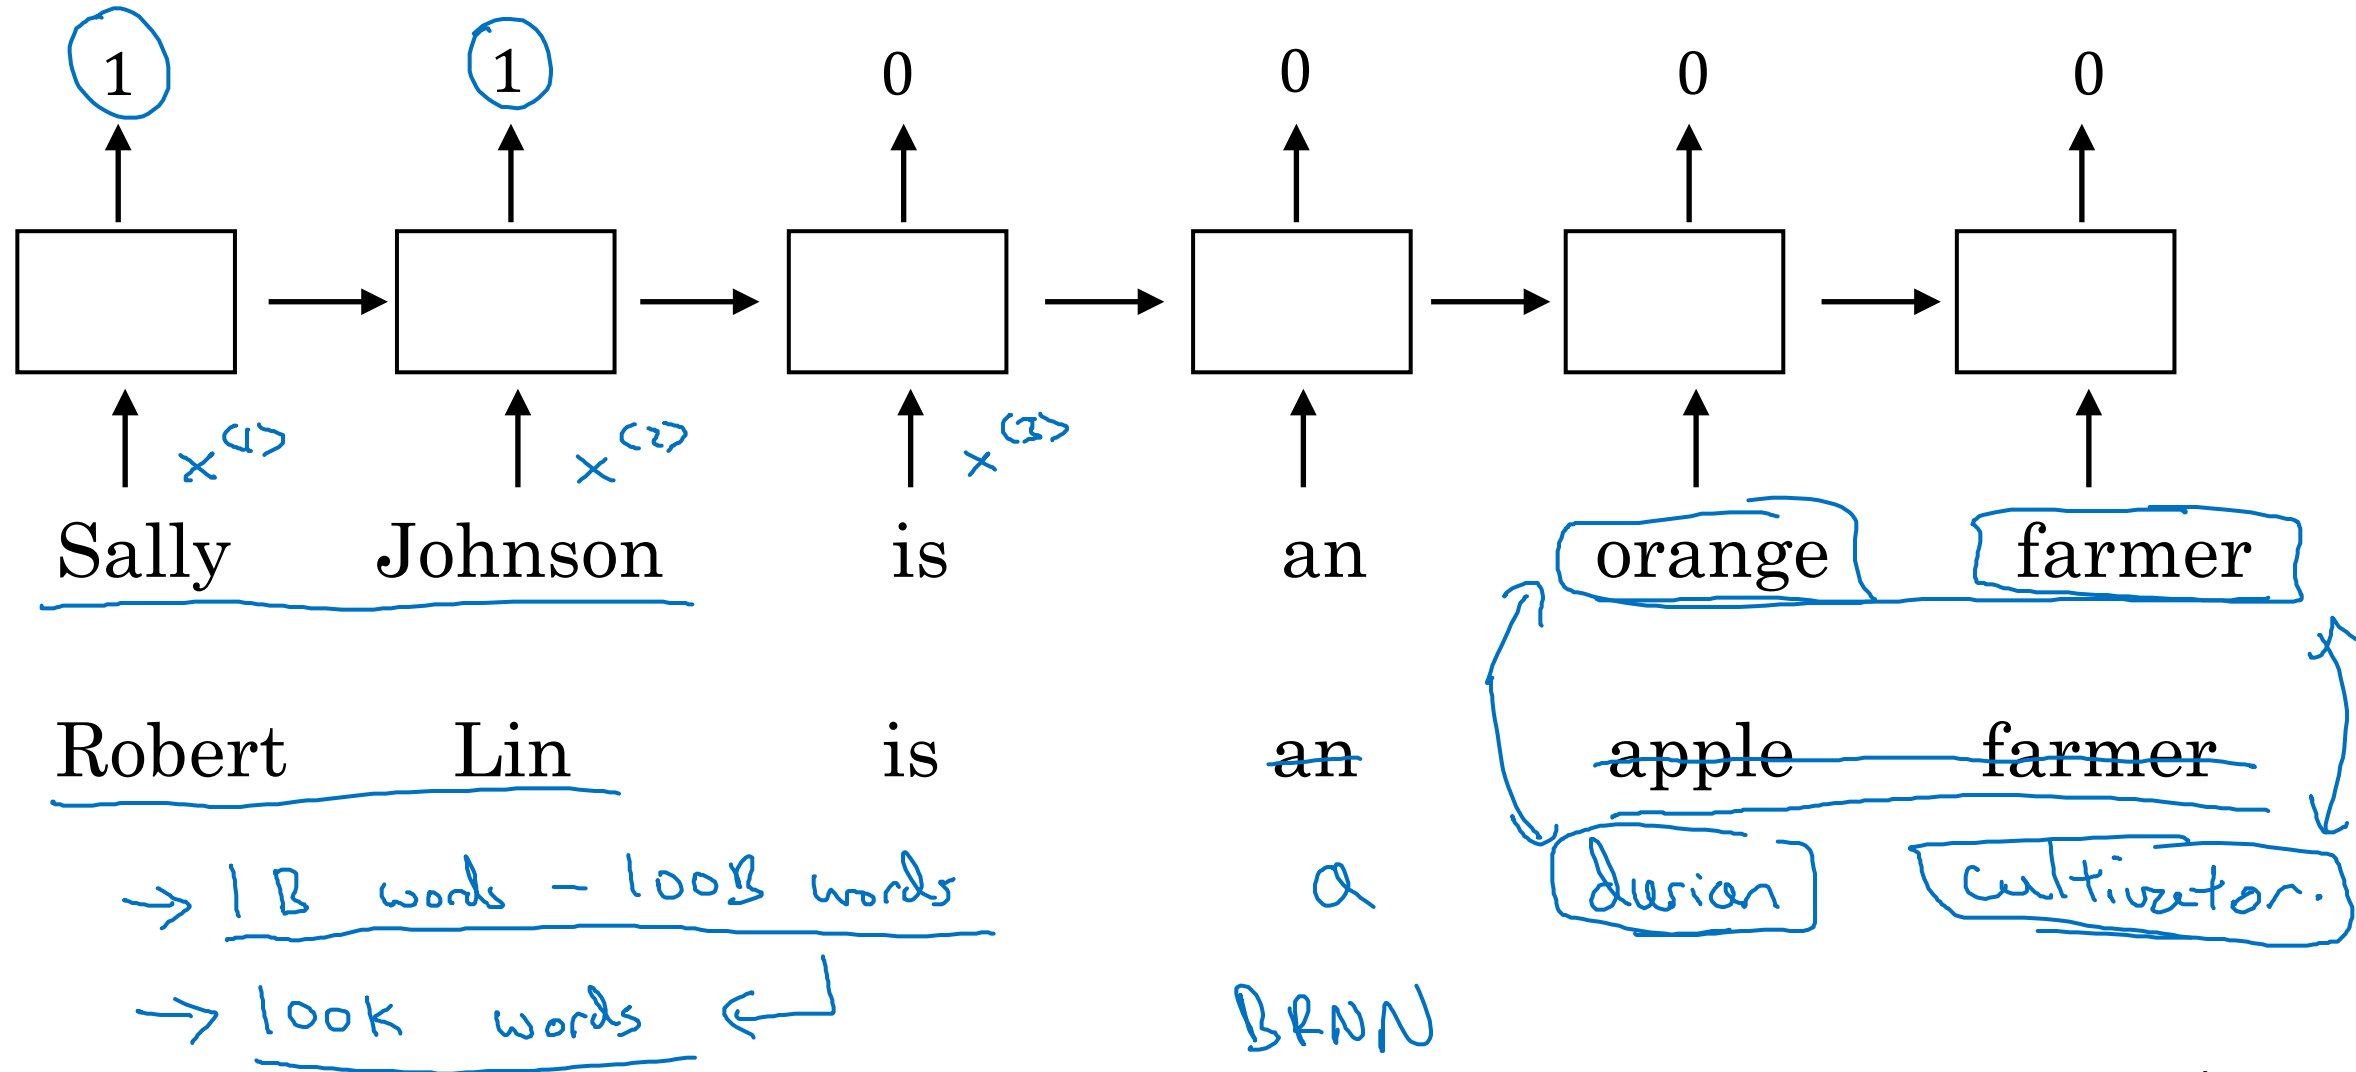 1 1 0 0 0 0
x<1> x<2> x<3>
Sally Johnson is an orange farmer
Robert Lin is an apple farmer
→ 1B words - 100B words a durian cultivator.
→ 100k words ← BRNN